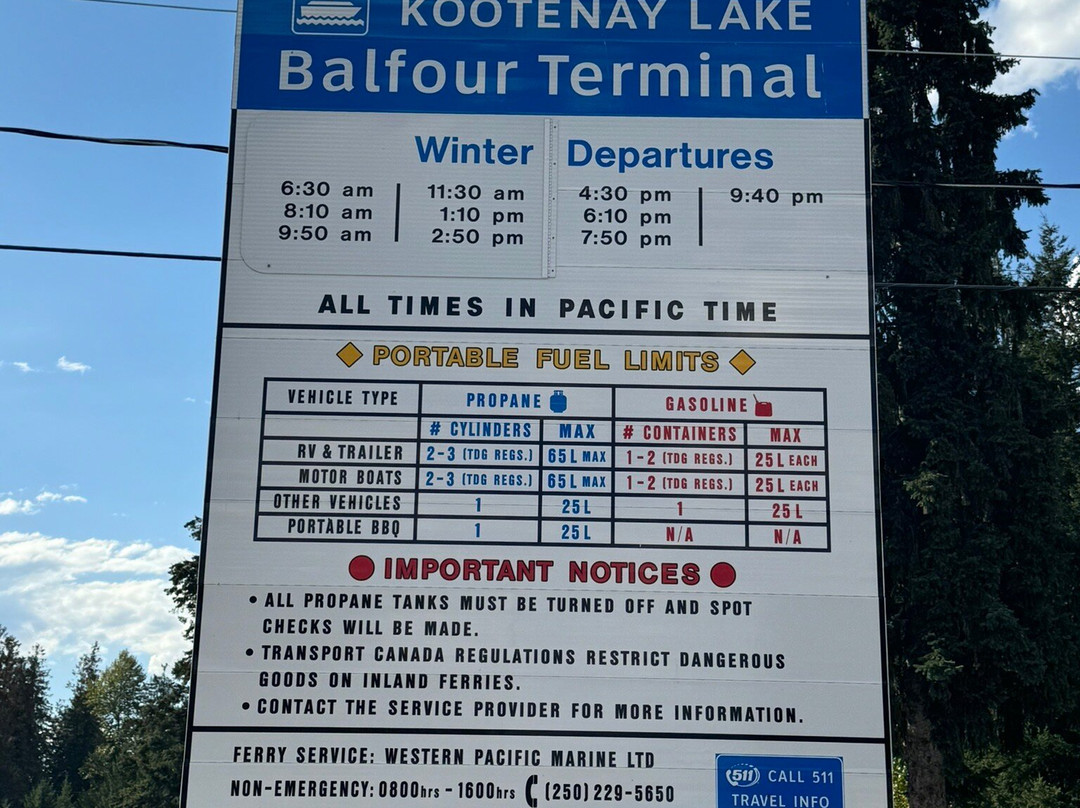 KOOTENAY LAKE
Balfour Terminal
Winter Departures
6:30 am 11:30 am 4:30 pm 9:40 pm
8:10 am 1:10 pm 6:10 pm
9:50 am 2:50 pm 7:50 pm
ALL TIMES IN PACIFIC TIME
PORTABLE FUEL LIMITS
VEHICLE TYPE PROPANE GASOLINE
# CYLINDERS MAX # CONTAINERS MAX
RV & TRAILER 2-3 (TDG REGS.) 65L MAX 1-2 (TDG REGS.) 25L EACH
MOTOR BOATS 2-3 (TDG REGS.) 65L MAX 1-2 (TDG REGS.) 25L EACH
OTHER VEHICLES 1 25L 1 25L
PORTABLE BBQ 1 25L N/A N/A
IMPORTANT NOTICES
• ALL PROPANE TANKS MUST BE TURNED OFF AND SPOT
CHECKS WILL BE MADE.
• TRANSPORT CANADA REGULATIONS RESTRICT DANGEROUS
GOODS ON INLAND FERRIES.
• CONTACT THE SERVICE PROVIDER FOR MORE INFORMATION.
FERRY SERVICE: WESTERN PACIFIC MARINE LTD
NON-EMERGENCY: 0800hrs - 1600hrs (250) 229-5650
511 CALL 511
TRAVEL INFO